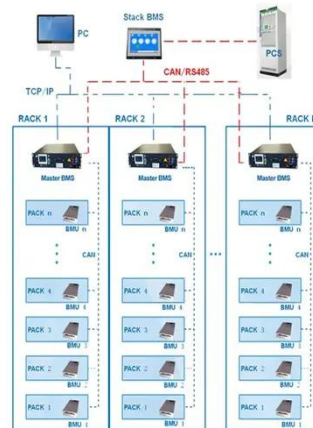 PC
Stack BMS
PCS
CAN/RS485
TCP/IP
RACK 1
RACK 2
RACK
Master BMS
Master BMS
Master BMS
PACK n
BMU n
PACK n
BMU n
PACK n
BMU n
CAN
CAN
CAN
PACK 4
BMU 4
PACK 4
BMU 4
PACK 4
BMU 4
PACK 3
BMU 3
PACK 3
BMU 3
PACK 3
BMU 3
PACK 2
BMU 2
PACK 2
BMU 2
PACK 2
BMU 2
PACK 1
BMU 1
PACK 1
BMU 1
PACK 1
BMU 1